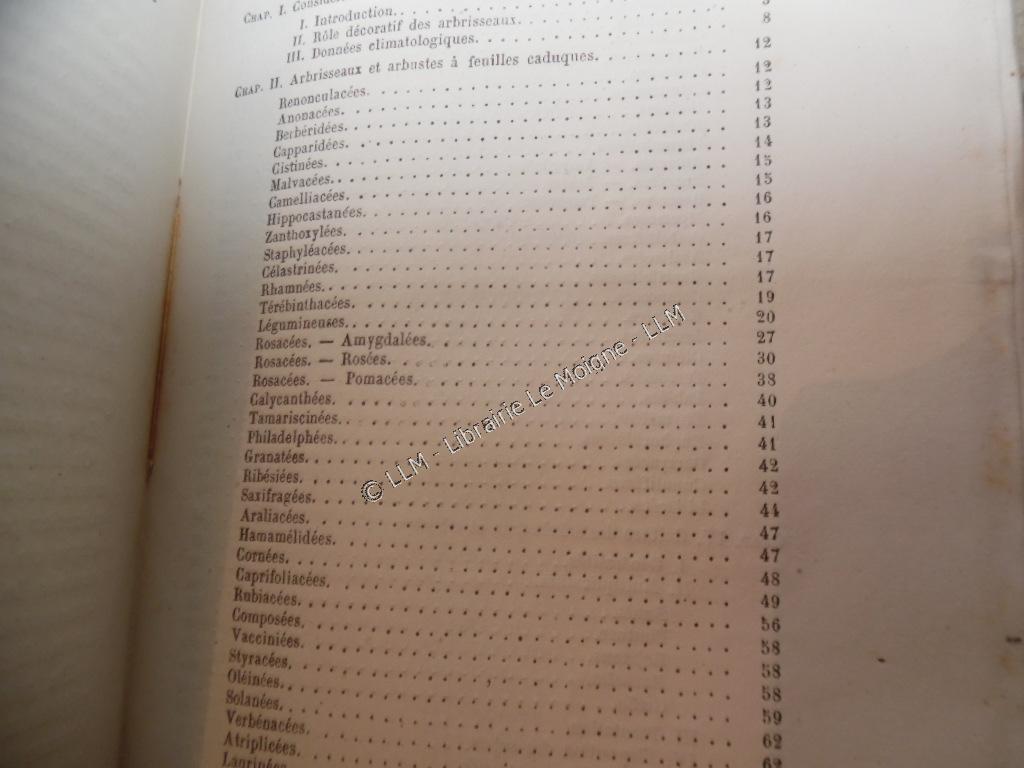 CHAP. I.
I. Introduction.
II. Rôle décoratif des arbrisseaux.
III. Données climatologiques. 8
CHAP. II. Arbrisseaux et arbustes à feuilles caduques. 12
Renonculacées. 12
Anonacées. 12
Berbéridées. 13
Capparidées. 13
Cistinées. 14
Malvacées. 15
Camelliacées. 15
Hippocastanées. 16
Zanthoxylées. 16
Staphyléacées. 17
Célastrinées. 17
Rhamnées. 17
Térébinthacées. 19
Légumineuses. 20
Rosacées. — Amygdalées. 27
Rosacées. — Rosées. 30
Rosacées. — Pomacées. 38
Calycanthées. 40
Tamariscinées. 41
Philadelphées. 41
Granatées. 42
Ribésiées. 42
Saxifragées. 44
Araliacées. 47
Hamamélidées. 47
Cornées. 48
Caprifoliacées. 49
Rubiacées. 56
Composées. 58
Vacciniées. 58
Styracées. 58
Oléinées. 59
Solanées. 62
Verbénacées. 62
Atriplicées.
Laurinées
© LLM - Librairie Le Moigne - LLM